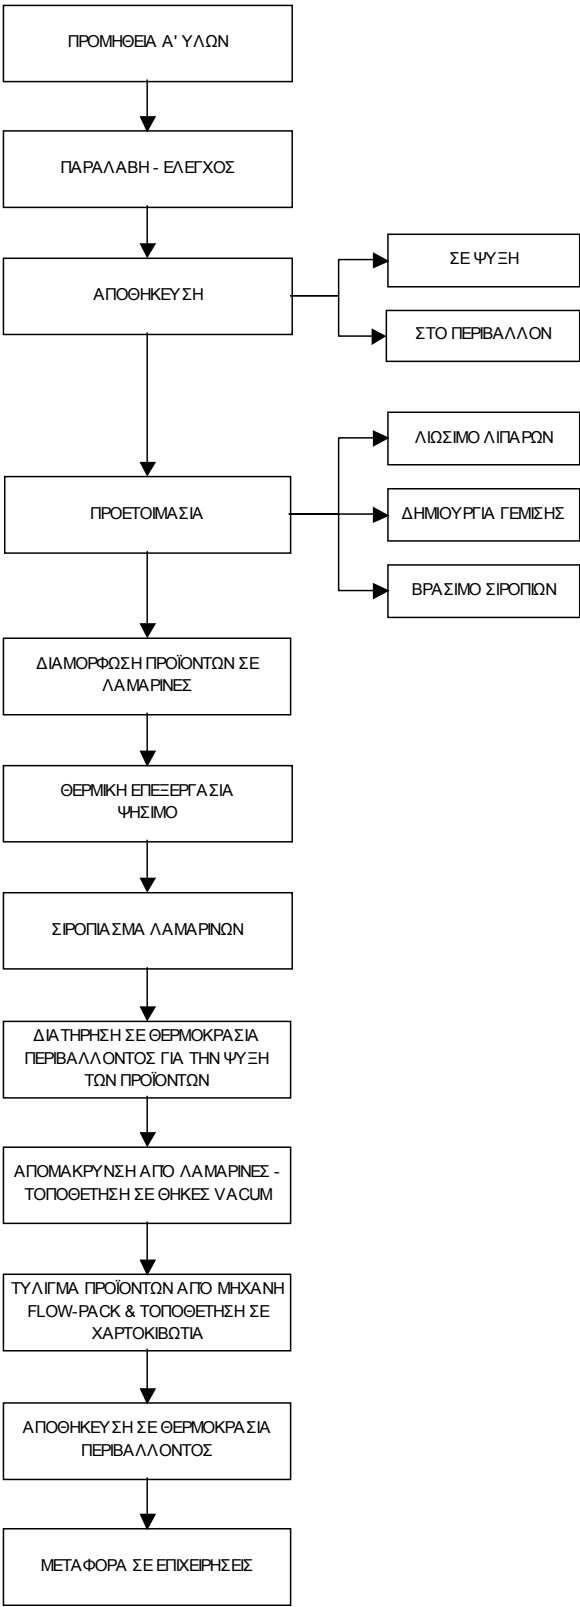 ΠΡΟΜΗΘΕΙΑ Α' ΥΛΩΝ
ΠΑΡΑΛΑΒΗ - ΕΛΕΓΧΟΣ
ΑΠΟΘΗΚΕΥΣΗ
ΣΕ ΨΥΞΗ
ΣΤΟ ΠΕΡΙΒΑΛΛΟΝ
ΠΡΟΕΤΟΙΜΑΣΙΑ
ΛΙΩΣΙΜΟ ΛΙΠΑΡΩΝ
ΔΗΜΙΟΥΡΓΙΑ ΓΕΜΙΣΗΣ
ΒΡΑΣΙΜΟ ΣΙΡΟΠΙΩΝ
ΔΙΑΜΟΡΦΩΣΗ ΠΡΟΪΟΝΤΩΝ ΣΕ
ΛΑΜΑΡΙΝΕΣ
ΘΕΡΜΙΚΗ ΕΠΕΞΕΡΓΑΣΙΑ
ΨΗΣΙΜΟ
ΣΙΡΟΠΙΑΣΜΑ ΛΑΜΑΡΙΝΩΝ
ΔΙΑΤΗΡΗΣΗ ΣΕ ΘΕΡΜΟΚΡΑΣΙΑ
ΠΕΡΙΒΑΛΛΟΝΤΟΣ ΓΙΑ ΤΗΝ ΨΥΞΗ
ΤΩΝ ΠΡΟΪΟΝΤΩΝ
ΑΠΟΜΑΚΡΥΝΣΗ ΑΠΌ ΛΑΜΑΡΙΝΕΣ -
ΤΟΠΟΘΕΤΗΣΗ ΣΕ ΘΗΚΕΣ VACUM
ΤΥΛΙΓΜΑ ΠΡΟΪΟΝΤΩΝ ΑΠΌ ΜΗΧΑΝΗ
FLOW-PACK & ΤΟΠΟΘΕΤΗΣΗ ΣΕ
ΧΑΡΤΟΚΙΒΩΤΙΑ
ΑΠΟΘΗΚΕΥΣΗ ΣΕ ΘΕΡΜΟΚΡΑΣΙΑ
ΠΕΡΙΒΑΛΛΟΝΤΟΣ
ΜΕΤΑΦΟΡΑ ΣΕ ΕΠΙΧΕΙΡΗΣΕΙΣ